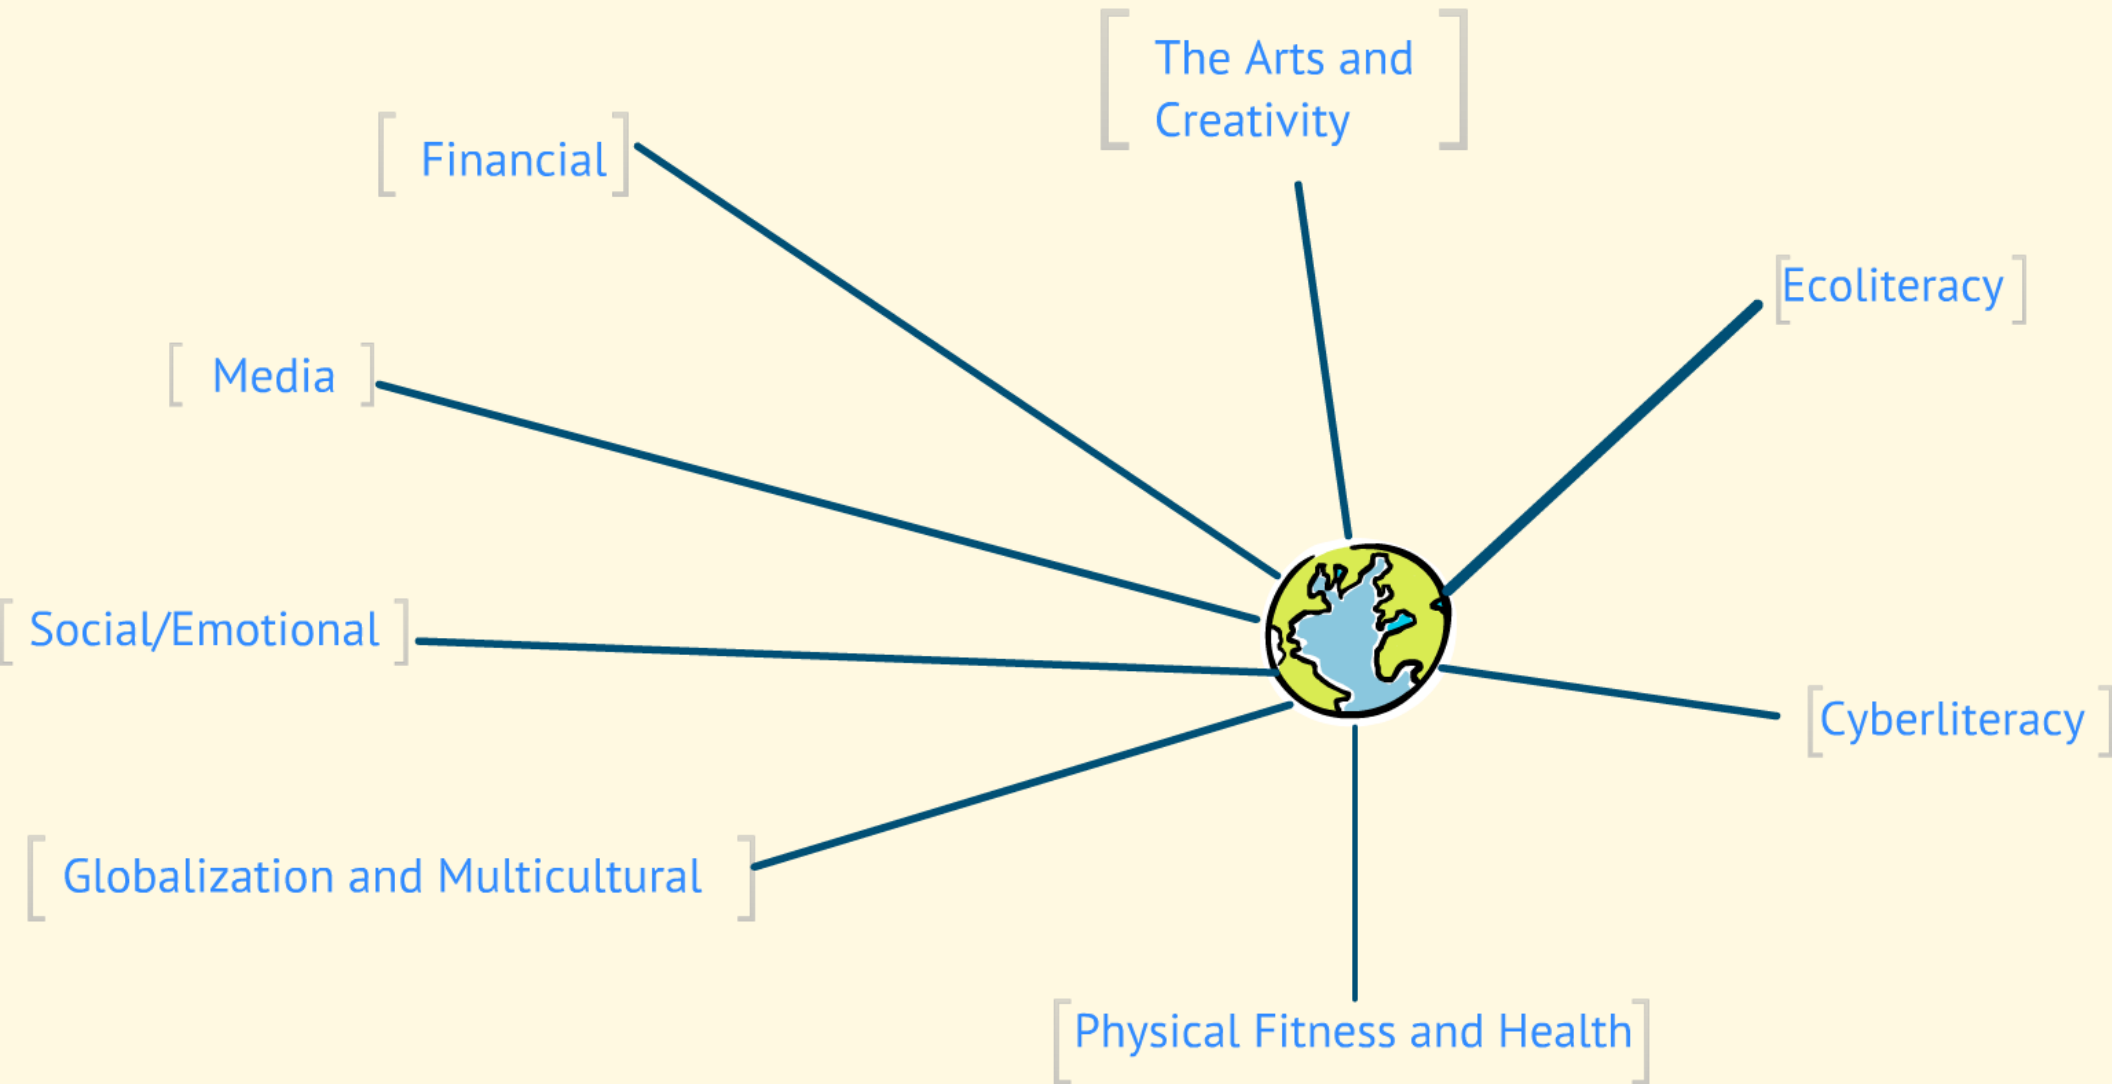 The Arts and
Creativity
Financial
Ecoliteracy
Media
Social/Emotional
Cyberliteracy
Globalization and Multicultural
Physical Fitness and Health